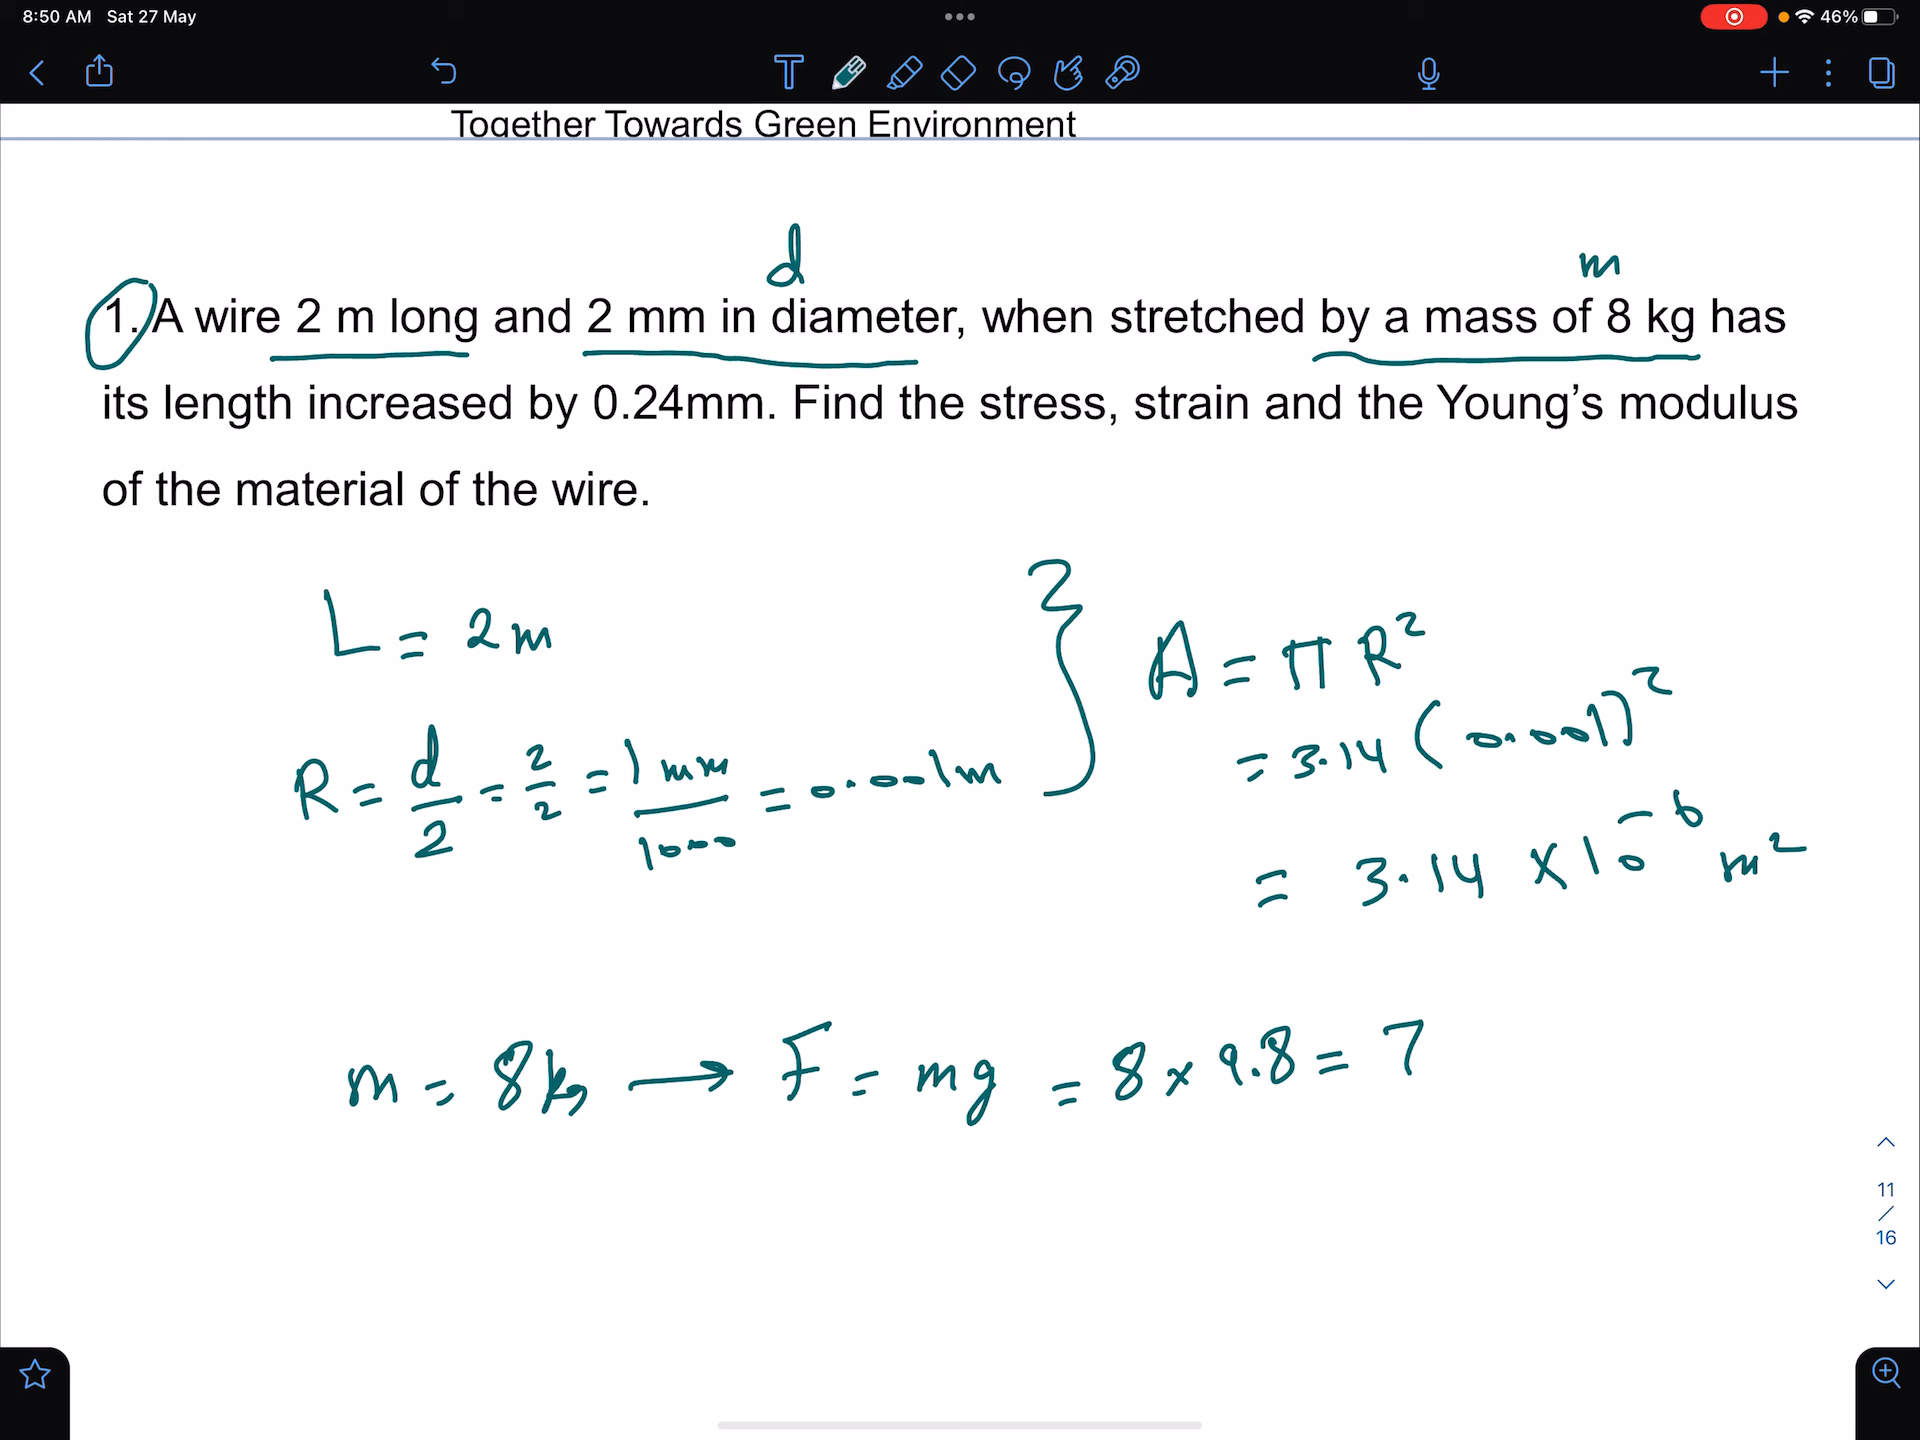 8:50 AM Sat 27 May
46%
T
Together Towards Green Environment
d
m
1. A wire 2 m long and 2 mm in diameter, when stretched by a mass of 8 kg has
its length increased by 0.24mm. Find the stress, strain and the Young’s modulus
of the material of the wire.
L = 2m
R = d/2 = 2/2 = 1 mm/1000 = 0.001m
} A = π R²
= 3.14 (0.001)²
= 3.14 × 10⁻⁶ m²
m = 8kg → F = mg = 8 × 9.8 = 7
11
/
16